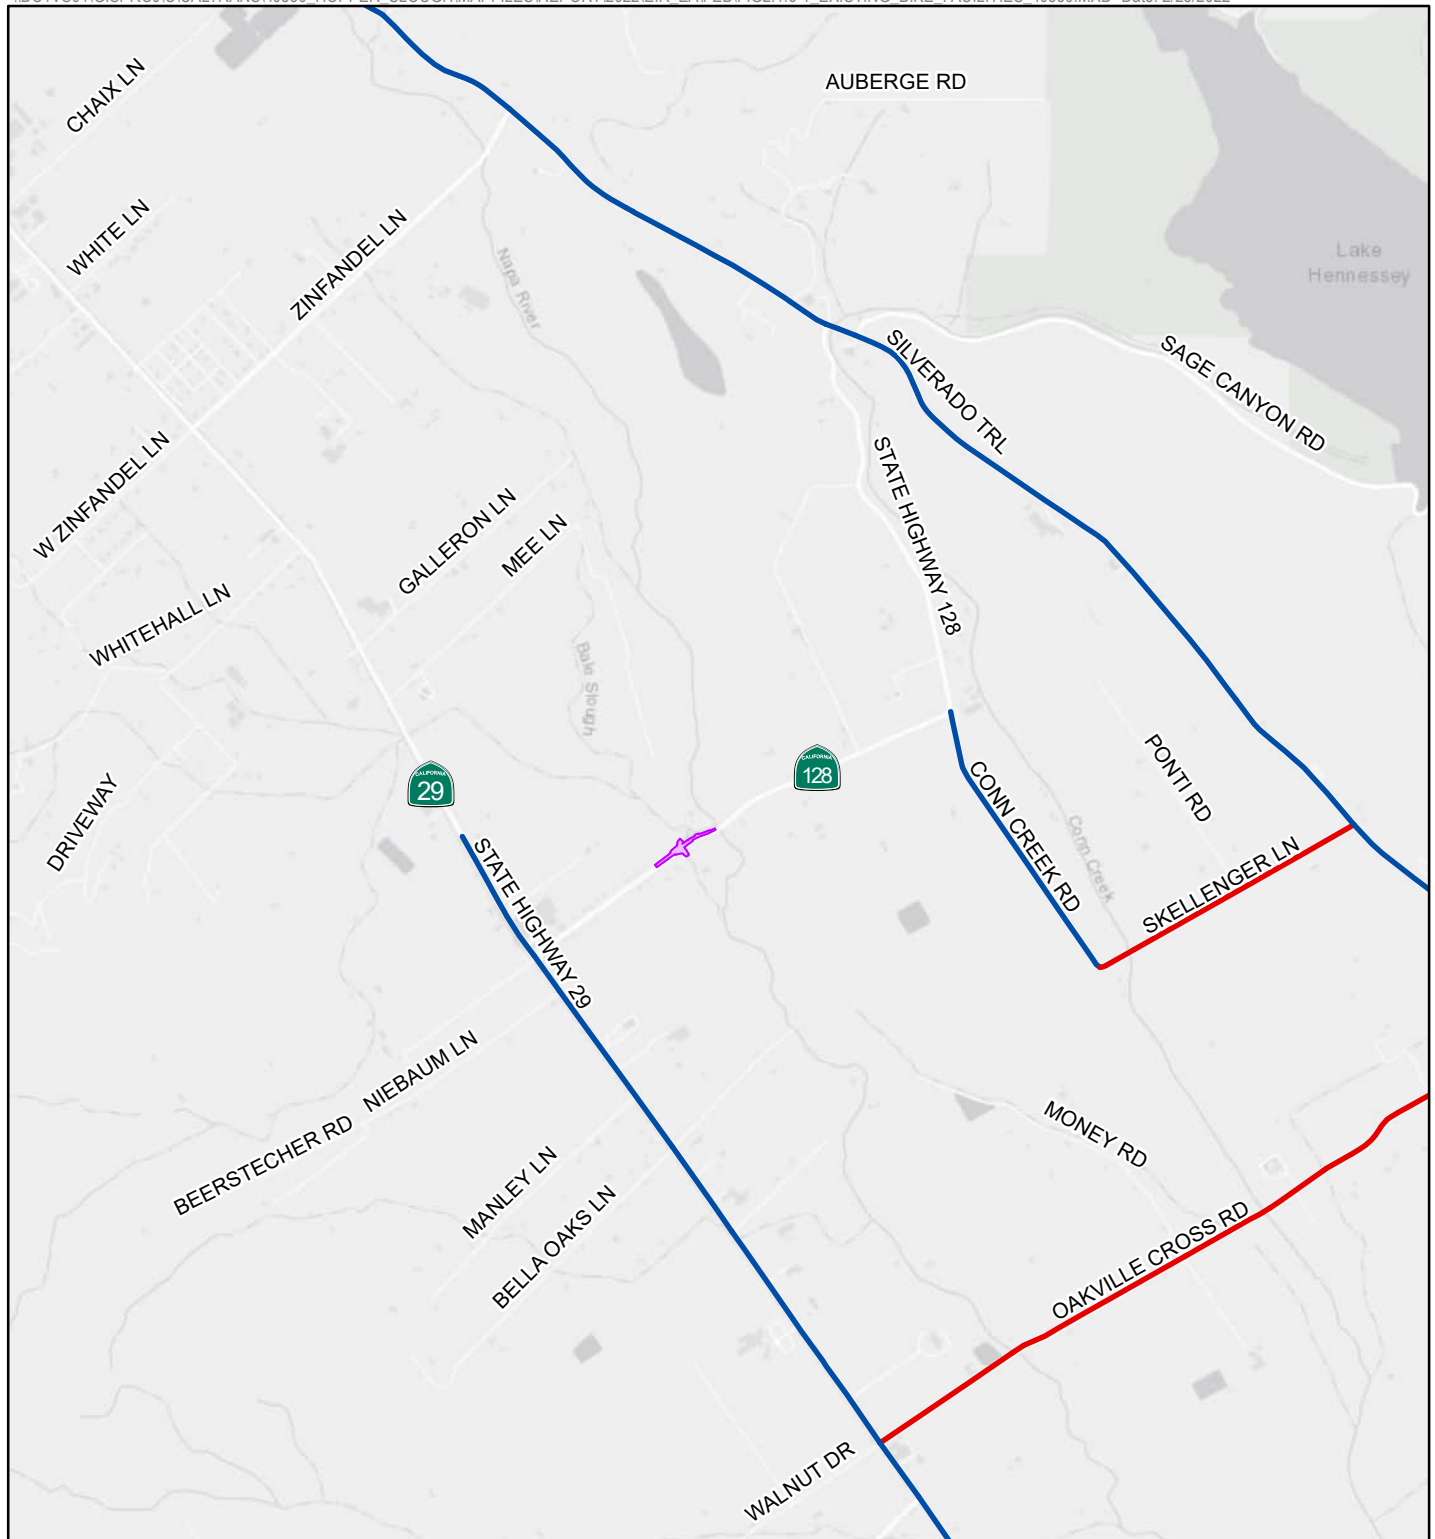 CHAIX LN
AUBERGE RD
WHITE LN
ZINFANDEL LN
Napa River
Lake
Hennessey
SILVERADO TRL
SAGE CANYON RD
W ZINFANDEL LN
STATE HIGHWAY 128
GALLERON LN
MEE LN
WHITEHALL LN
Bale Slough
PONTI RD
CALIFORNIA
29
CALIFORNIA
128
DRIVEWAY
CONN CREEK RD
Conn Creek
SKELLENGER LN
STATE HIGHWAY 29
NIEBAUM LN
BEERSTECHER RD
MONEY RD
MANLEY LN
BELLA OAKS LN
OAKVILLE CROSS RD
WALNUT DR